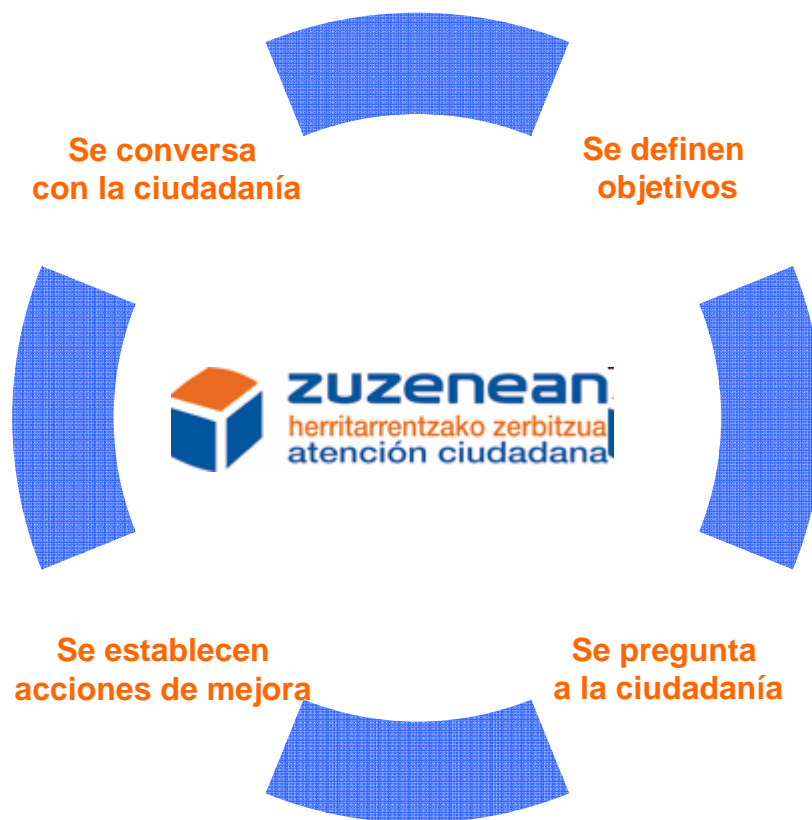 Se conversa
con la ciudadanía
Se definen
objetivos
zuzenean
herritarrentzako zerbitzua
atención ciudadana
Se establecen
acciones de mejora
Se pregunta
a la ciudadanía